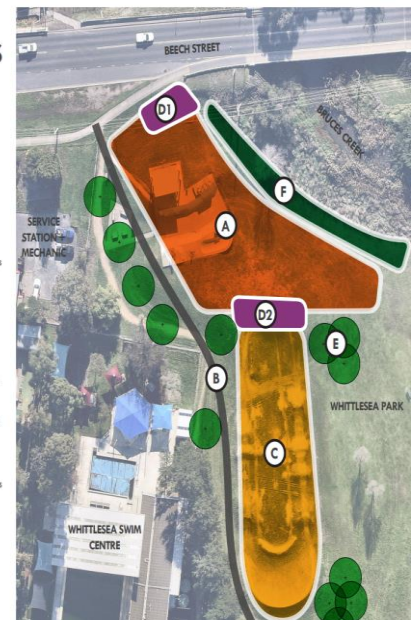 BEECH STREET
D1
BRUCES CREEK
F
SERVICE
STATION +
MECHANIC
A
D2
E
B
WHITTLESEA PARK
C
WHITTLESEA SWIM
CENTRE